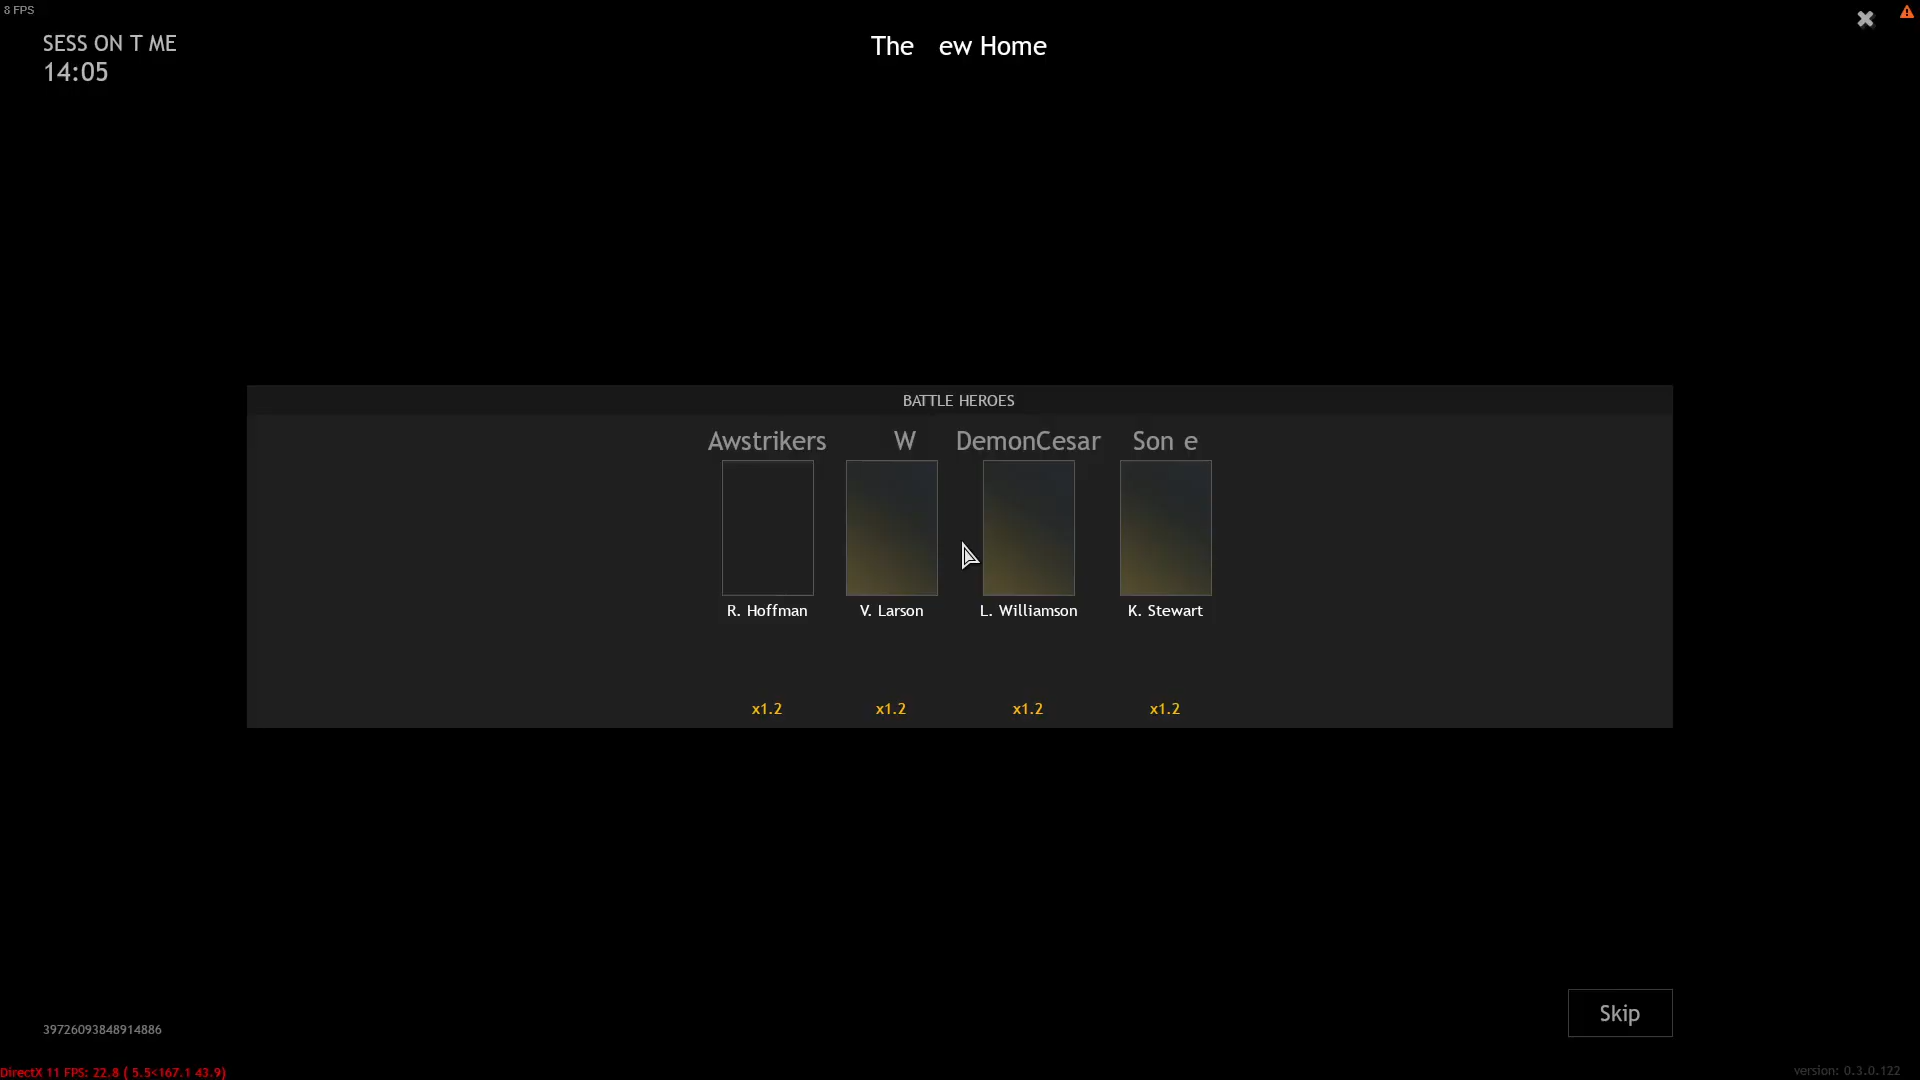 8 FPS
SESS ON T ME
14:05
The ew Home
BATTLE HEROES
Awstrikers W DemonCesar Son e
R. Hoffman V. Larson L. Williamson K. Stewart
x1.2 x1.2 x1.2 x1.2
Skip
39726093848914886
DirectX 11 FPS: 22.8 ( 5.5<167.1 43.9)
version: 0.3.0.122